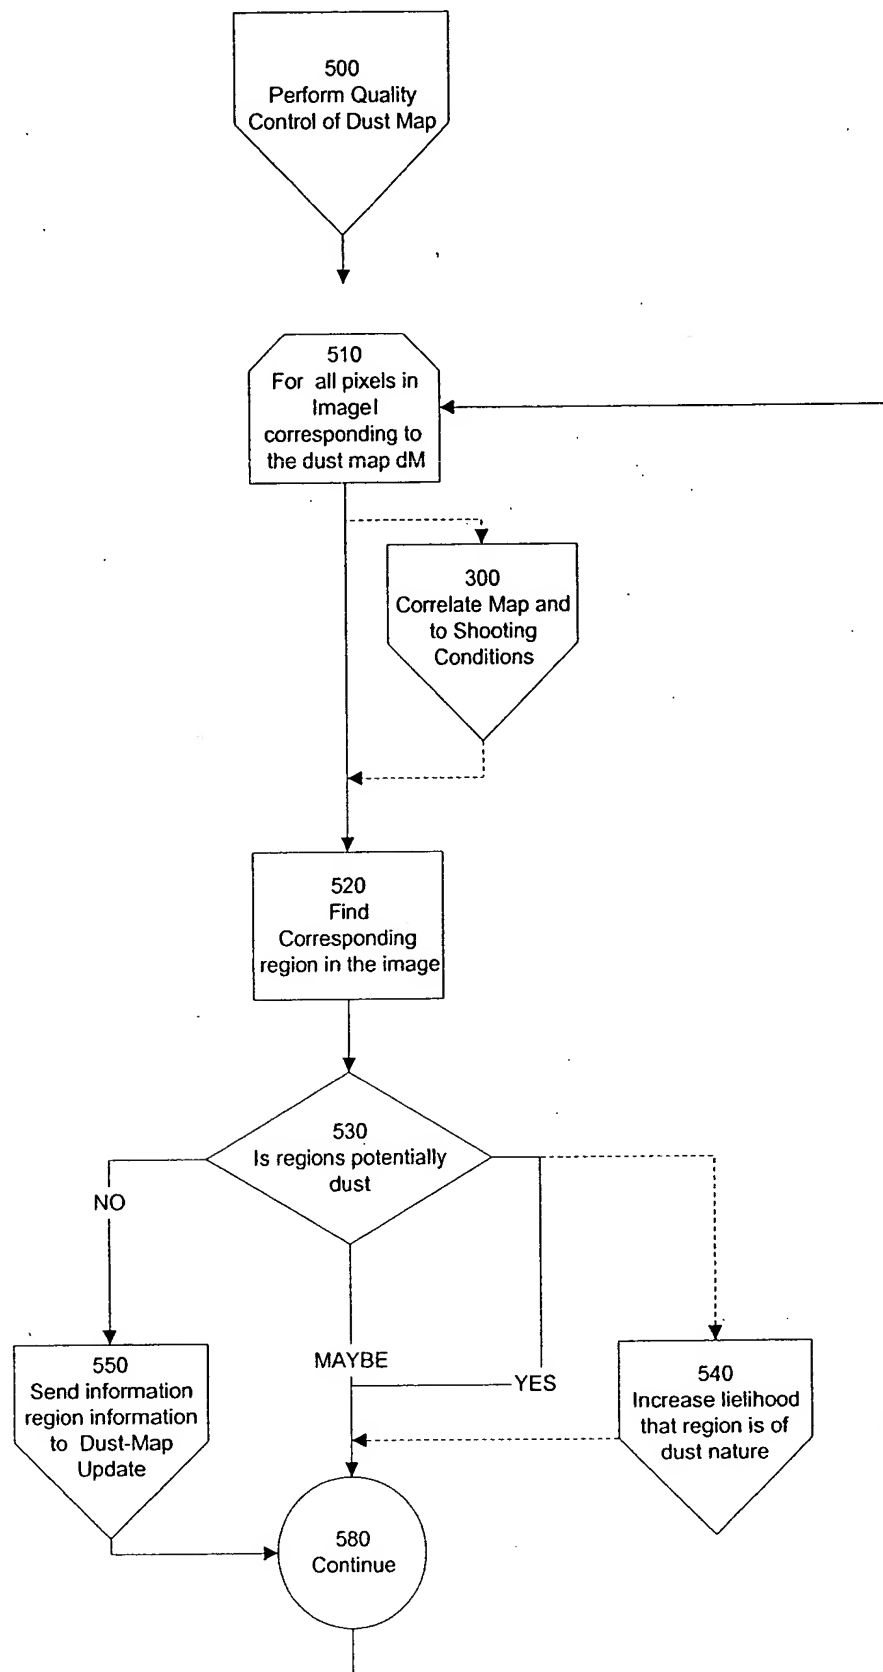 500
Perform Quality
Control of Dust Map
510
For all pixels in
ImageI
corresponding to
the dust map dM
300
Correlate Map and
to Shooting
Conditions
520
Find
Corresponding
region in the image
530
Is regions potentially
dust
NO
MAYBE
YES
550
Send information
region information
to Dust-Map
Update
540
Increase lielihood
that region is of
dust nature
580
Continue